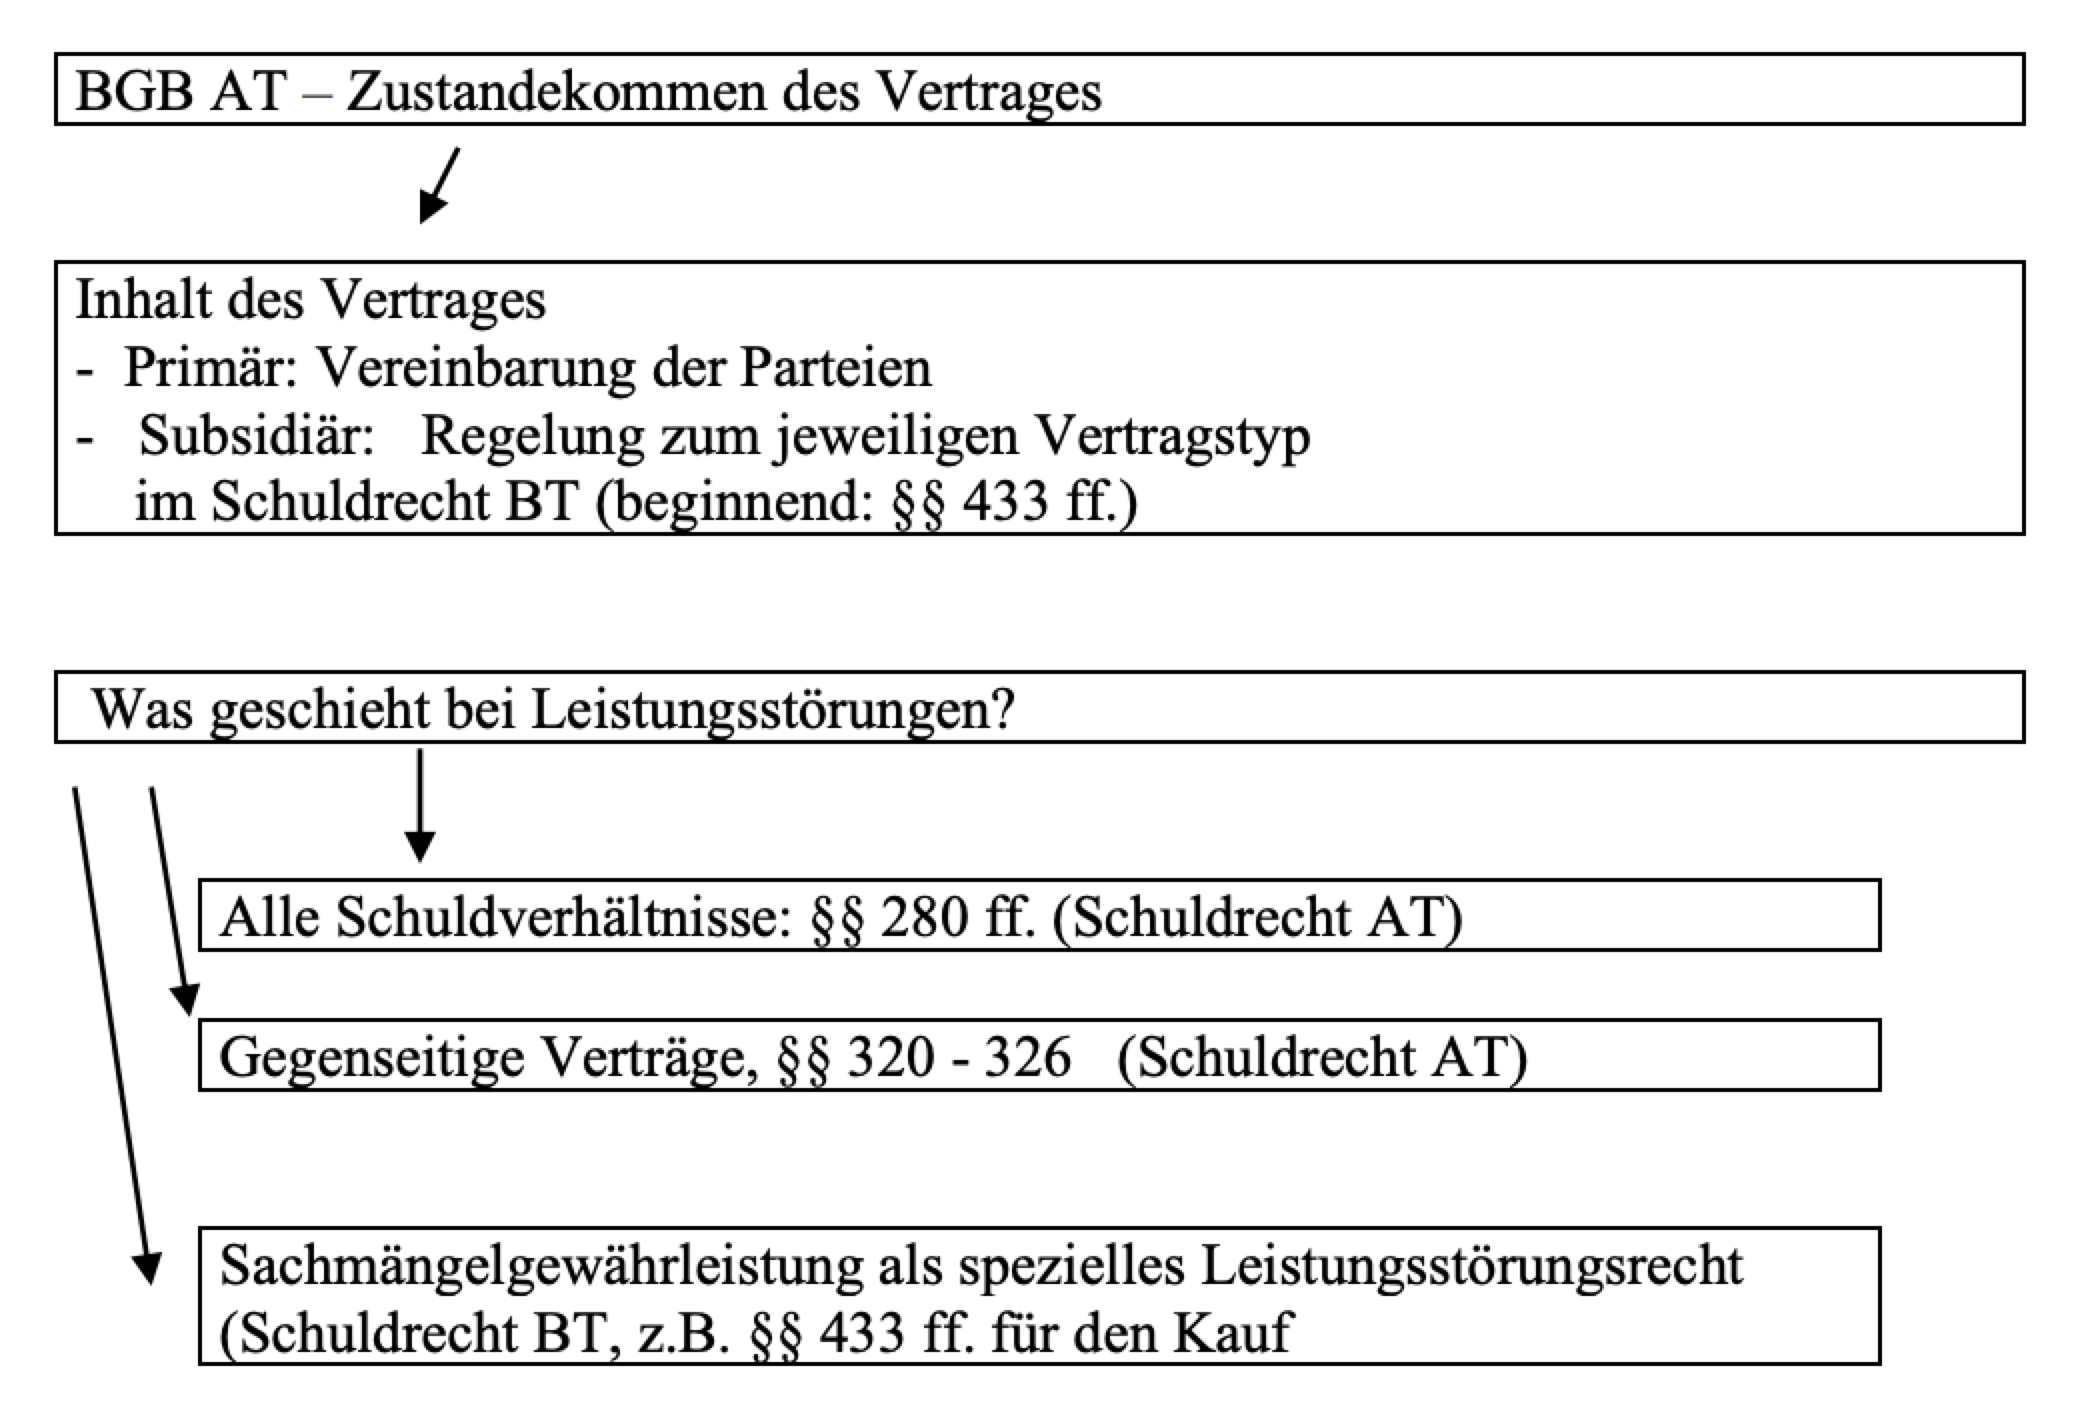 BGB AT – Zustandekommen des Vertrages
Inhalt des Vertrages
- Primär: Vereinbarung der Parteien
- Subsidiär: Regelung zum jeweiligen Vertragstyp
im Schuldrecht BT (beginnend: §§ 433 ff.)
Was geschieht bei Leistungsstörungen?
Alle Schuldverhältnisse: §§ 280 ff. (Schuldrecht AT)
Gegenseitige Verträge, §§ 320 - 326 (Schuldrecht AT)
Sachmängelgewährleistung als spezielles Leistungsstörungsrecht
(Schuldrecht BT, z.B. §§ 433 ff. für den Kauf